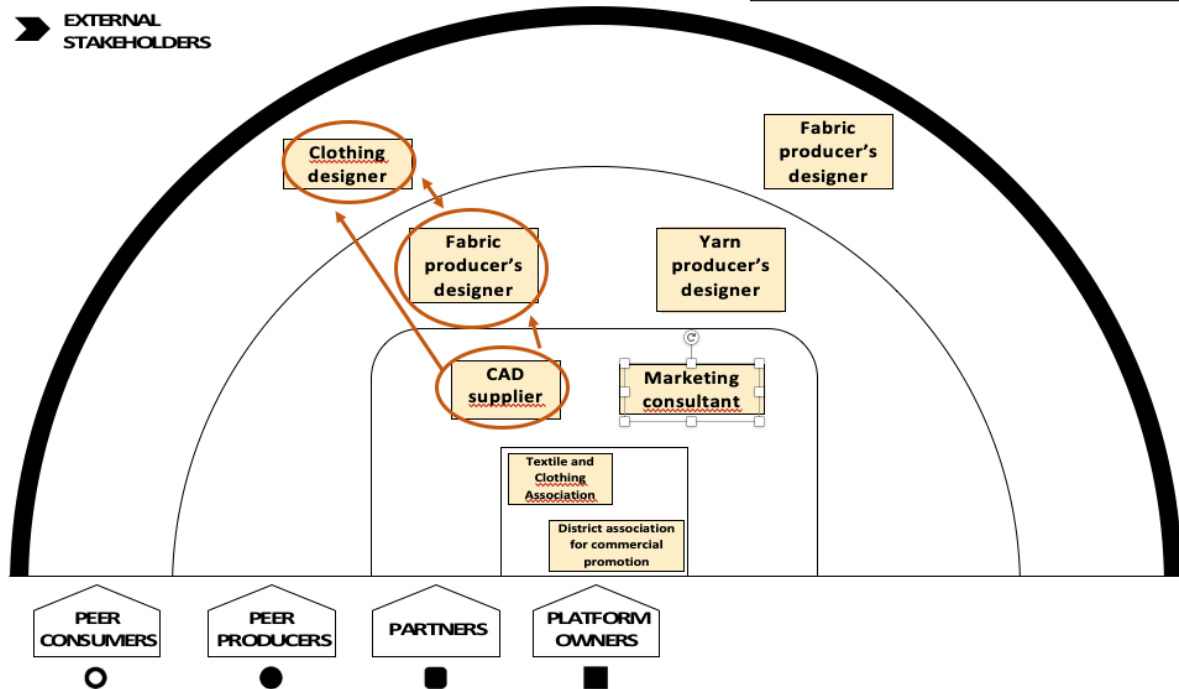 EXTERNAL
STAKEHOLDERS
Clothing
designer
Fabric
producer’s
designer
Fabric
producer’s
designer
Yarn
producer’s
designer
CAD
supplier
Marketing
consultant
Textile and
Clothing
Association
District association
for commercial
promotion
PEER
CONSUMERS
PEER
PRODUCERS
PARTNERS
PLATFORM
OWNERS